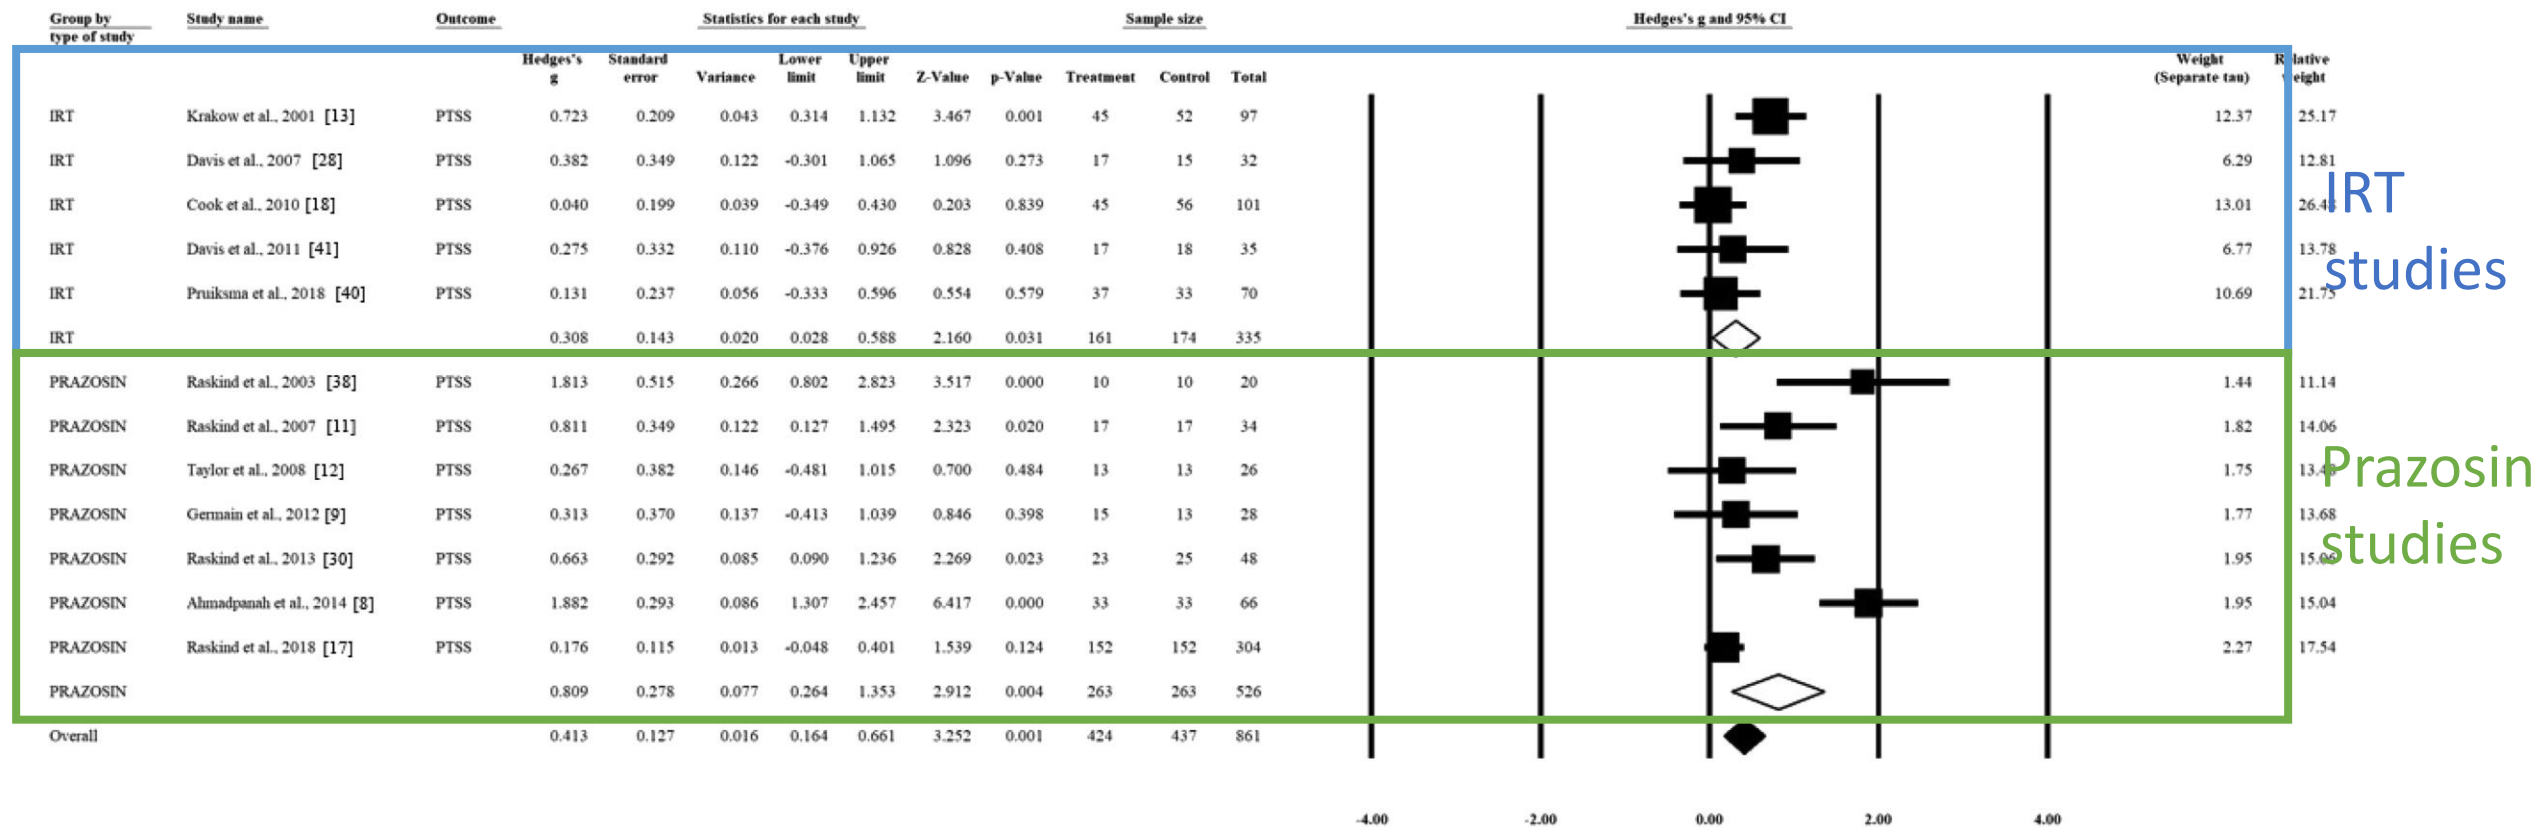 Group by type of study Study name Outcome Statistics for each study Sample size Hedges's g and 95% CI
Hedges's g Standard error Variance Lower limit Upper limit Z-Value p-Value Treatment Control Total Weight (Separate tau) Relative weight
IRT Krakow et al., 2001 [13] PTSS 0.723 0.209 0.043 0.314 1.132 3.467 0.001 45 52 97 12.37 25.17
IRT Davis et al., 2007 [28] PTSS 0.382 0.349 0.122 -0.301 1.065 1.096 0.273 17 15 32 6.29 12.81
IRT Cook et al., 2010 [18] PTSS 0.040 0.199 0.039 -0.349 0.430 0.203 0.839 45 56 101 13.01
IRT Davis et al., 2011 [41] PTSS 0.275 0.332 0.110 -0.376 0.926 0.828 0.408 17 18 35 6.77 13.78
IRT Pruiksma et al., 2018 [40] PTSS 0.131 0.237 0.056 -0.333 0.596 0.554 0.579 37 33 70 10.69 21.75
IRT 0.308 0.143 0.020 0.028 0.588 2.160 0.031 161 174 335
IRT
studies
PRAZOSIN Raskind et al., 2003 [38] PTSS 1.813 0.515 0.266 0.802 2.823 3.517 0.000 10 10 20 1.44 11.14
PRAZOSIN Raskind et al., 2007 [11] PTSS 0.811 0.349 0.122 0.127 1.495 2.323 0.020 17 17 34 1.82 14.06
PRAZOSIN Taylor et al., 2008 [12] PTSS 0.267 0.382 0.146 -0.481 1.015 0.700 0.484 13 13 26 1.75
PRAZOSIN Germain et al., 2012 [9] PTSS 0.313 0.370 0.137 -0.413 1.039 0.846 0.398 15 13 28 1.77 13.68
PRAZOSIN Raskind et al., 2013 [30] PTSS 0.663 0.292 0.085 0.090 1.236 2.269 0.023 23 25 48 1.95
PRAZOSIN Ahmadpanah et al., 2014 [8] PTSS 1.882 0.293 0.086 1.307 2.457 6.417 0.000 33 33 66 1.95 15.04
PRAZOSIN Raskind et al., 2018 [17] PTSS 0.176 0.115 0.013 -0.048 0.401 1.539 0.124 152 152 304 2.27 17.54
PRAZOSIN 0.809 0.278 0.077 0.264 1.353 2.912 0.004 263 263 526
Prazosin
studies
Overall 0.413 0.127 0.016 0.164 0.661 3.252 0.001 424 437 861
-4.00 -2.00 0.00 2.00 4.00